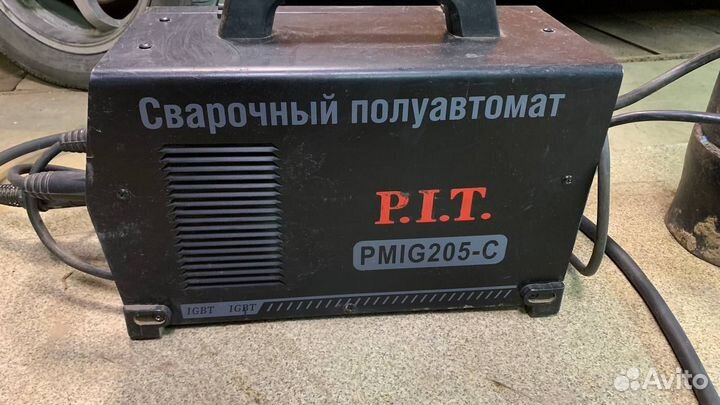 Сварочный полуавтомат
P.I.T.
PMIG205-C
IGBT IGBT
Avito